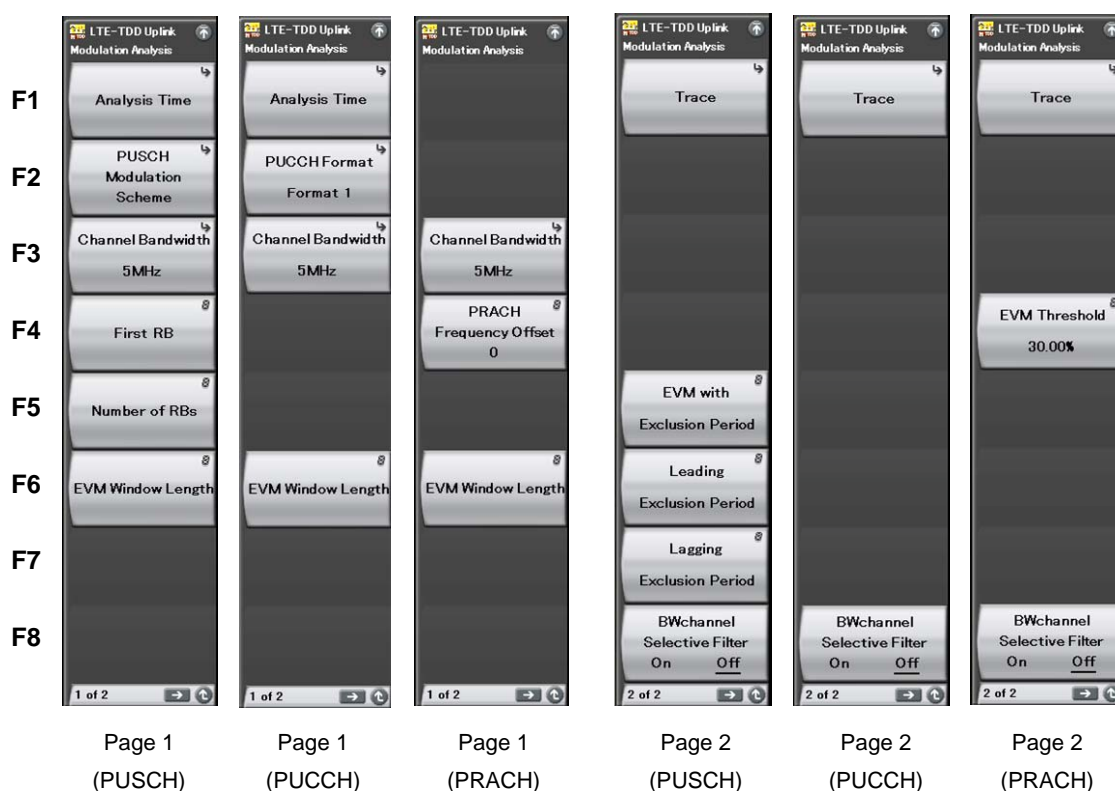 LTE-TDD Uplink
Modulation Analysis
Analysis Time
PUSCH
Modulation
Scheme
Channel Bandwidth
5MHz
First RB
Number of RBs
EVM Window Length
1 of 2
Page 1
(PUSCH)
LTE-TDD Uplink
Modulation Analysis
Analysis Time
PUCCH Format
Format 1
Channel Bandwidth
5MHz
EVM Window Length
1 of 2
Page 1
(PUCCH)
LTE-TDD Uplink
Modulation Analysis
Channel Bandwidth
5MHz
PRACH
Frequency Offset
0
EVM Window Length
1 of 2
Page 1
(PRACH)
LTE-TDD Uplink
Modulation Analysis
Trace
EVM with
Exclusion Period
Leading
Exclusion Period
Lagging
Exclusion Period
BWchannel
Selective Filter
On Off
2 of 2
Page 2
(PUSCH)
LTE-TDD Uplink
Modulation Analysis
Trace
BWchannel
Selective Filter
On Off
2 of 2
Page 2
(PUCCH)
LTE-TDD Uplink
Modulation Analysis
Trace
EVM Threshold
30.00%
BWchannel
Selective Filter
On Off
2 of 2
Page 2
(PRACH)
F1
F2
F3
F4
F5
F6
F7
F8